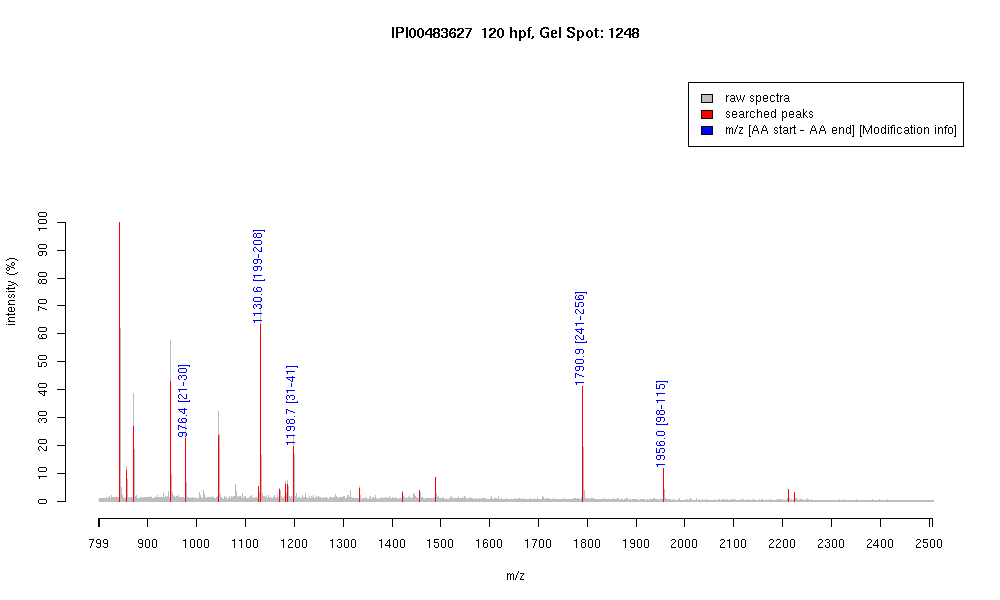 IPI00483627 120 hpf, Gel Spot: 1248
raw spectra
searched peaks
m/z [AA start - AA end] [Modification info]
intensity (%)
100
90
80
70
60
50
40
30
20
10
0
976.4 [21-30]
1130.6 [199-208]
1198.7 [31-41]
1790.9 [241-256]
1956.0 [98-115]
799 900 1000 1100 1200 1300 1400 1500 1600 1700 1800 1900 2000 2100 2200 2300 2400 2500
m/z